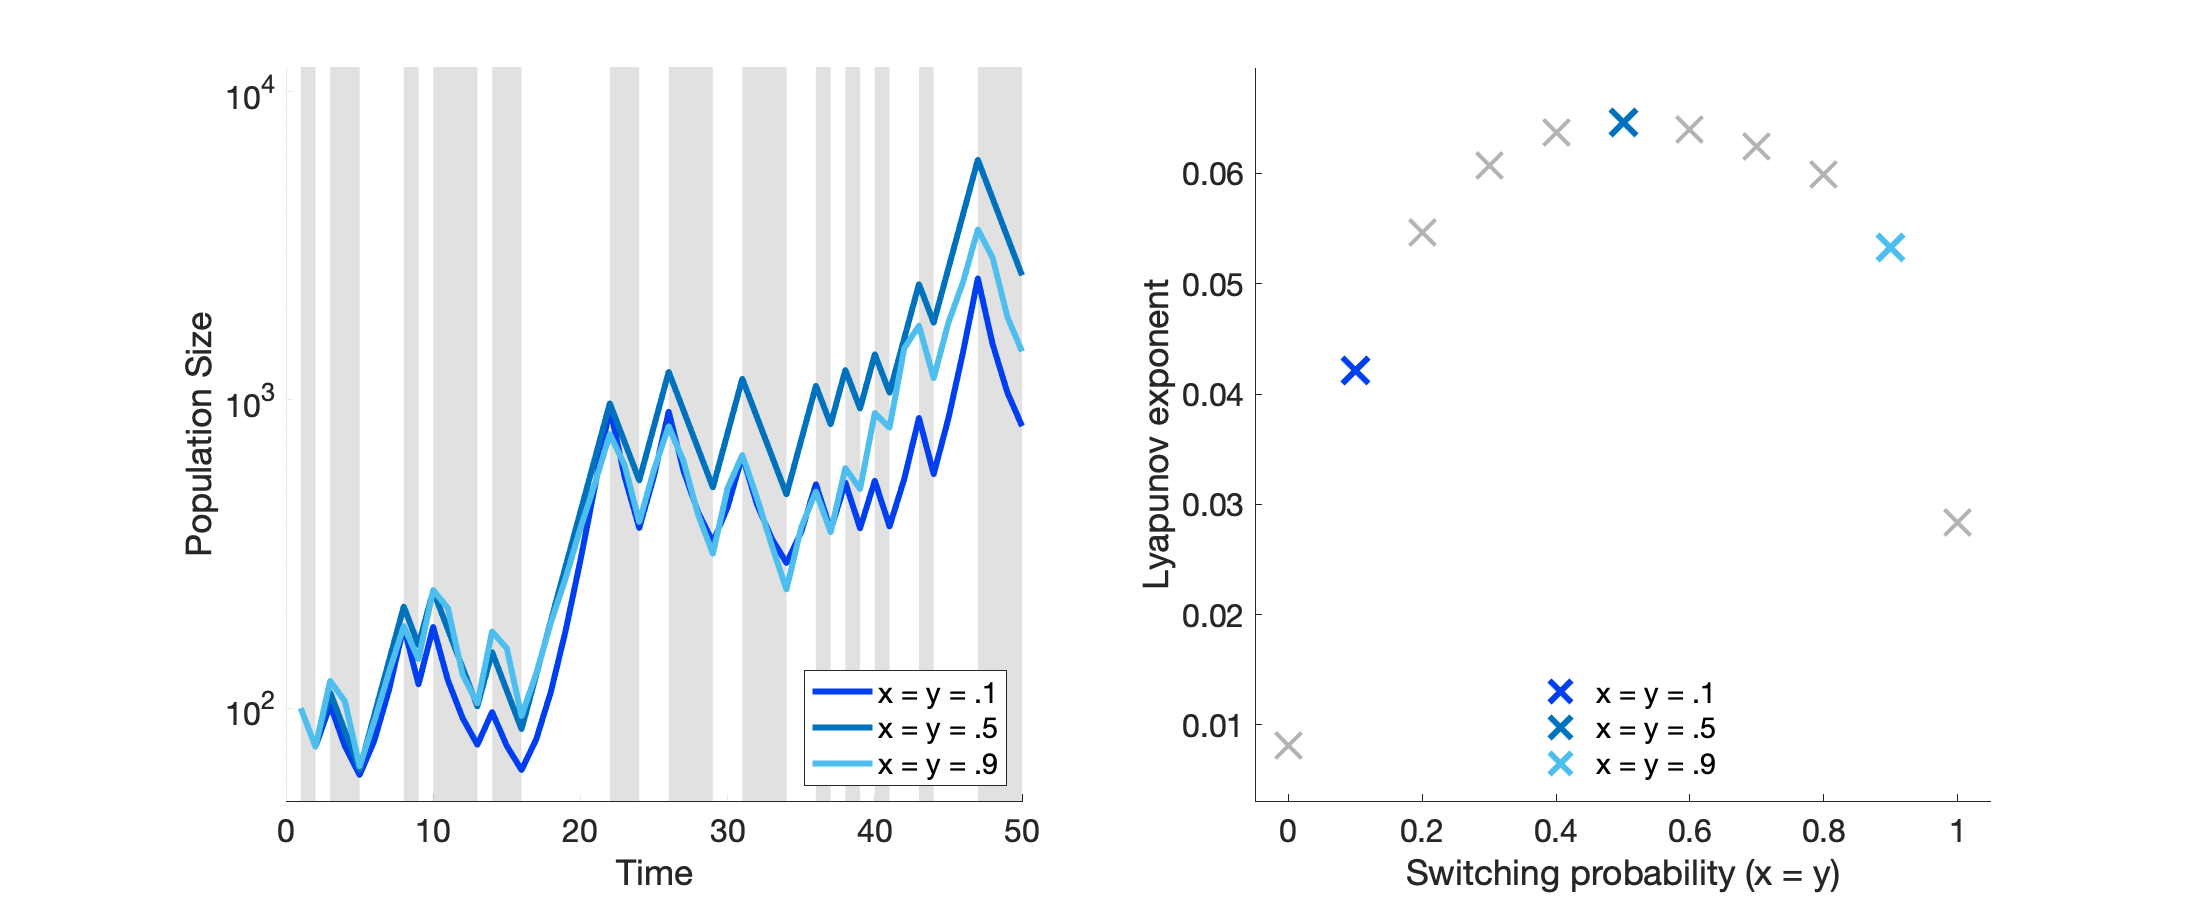 10^4
10^3
10^2
Population Size
0 10 20 30 40 50
Time
x = y = .1
x = y = .5
x = y = .9
0.06
0.05
0.04
0.03
0.02
0.01
Lyapunov exponent
0 0.2 0.4 0.6 0.8 1
Switching probability (x = y)
x = y = .1
x = y = .5
x = y = .9